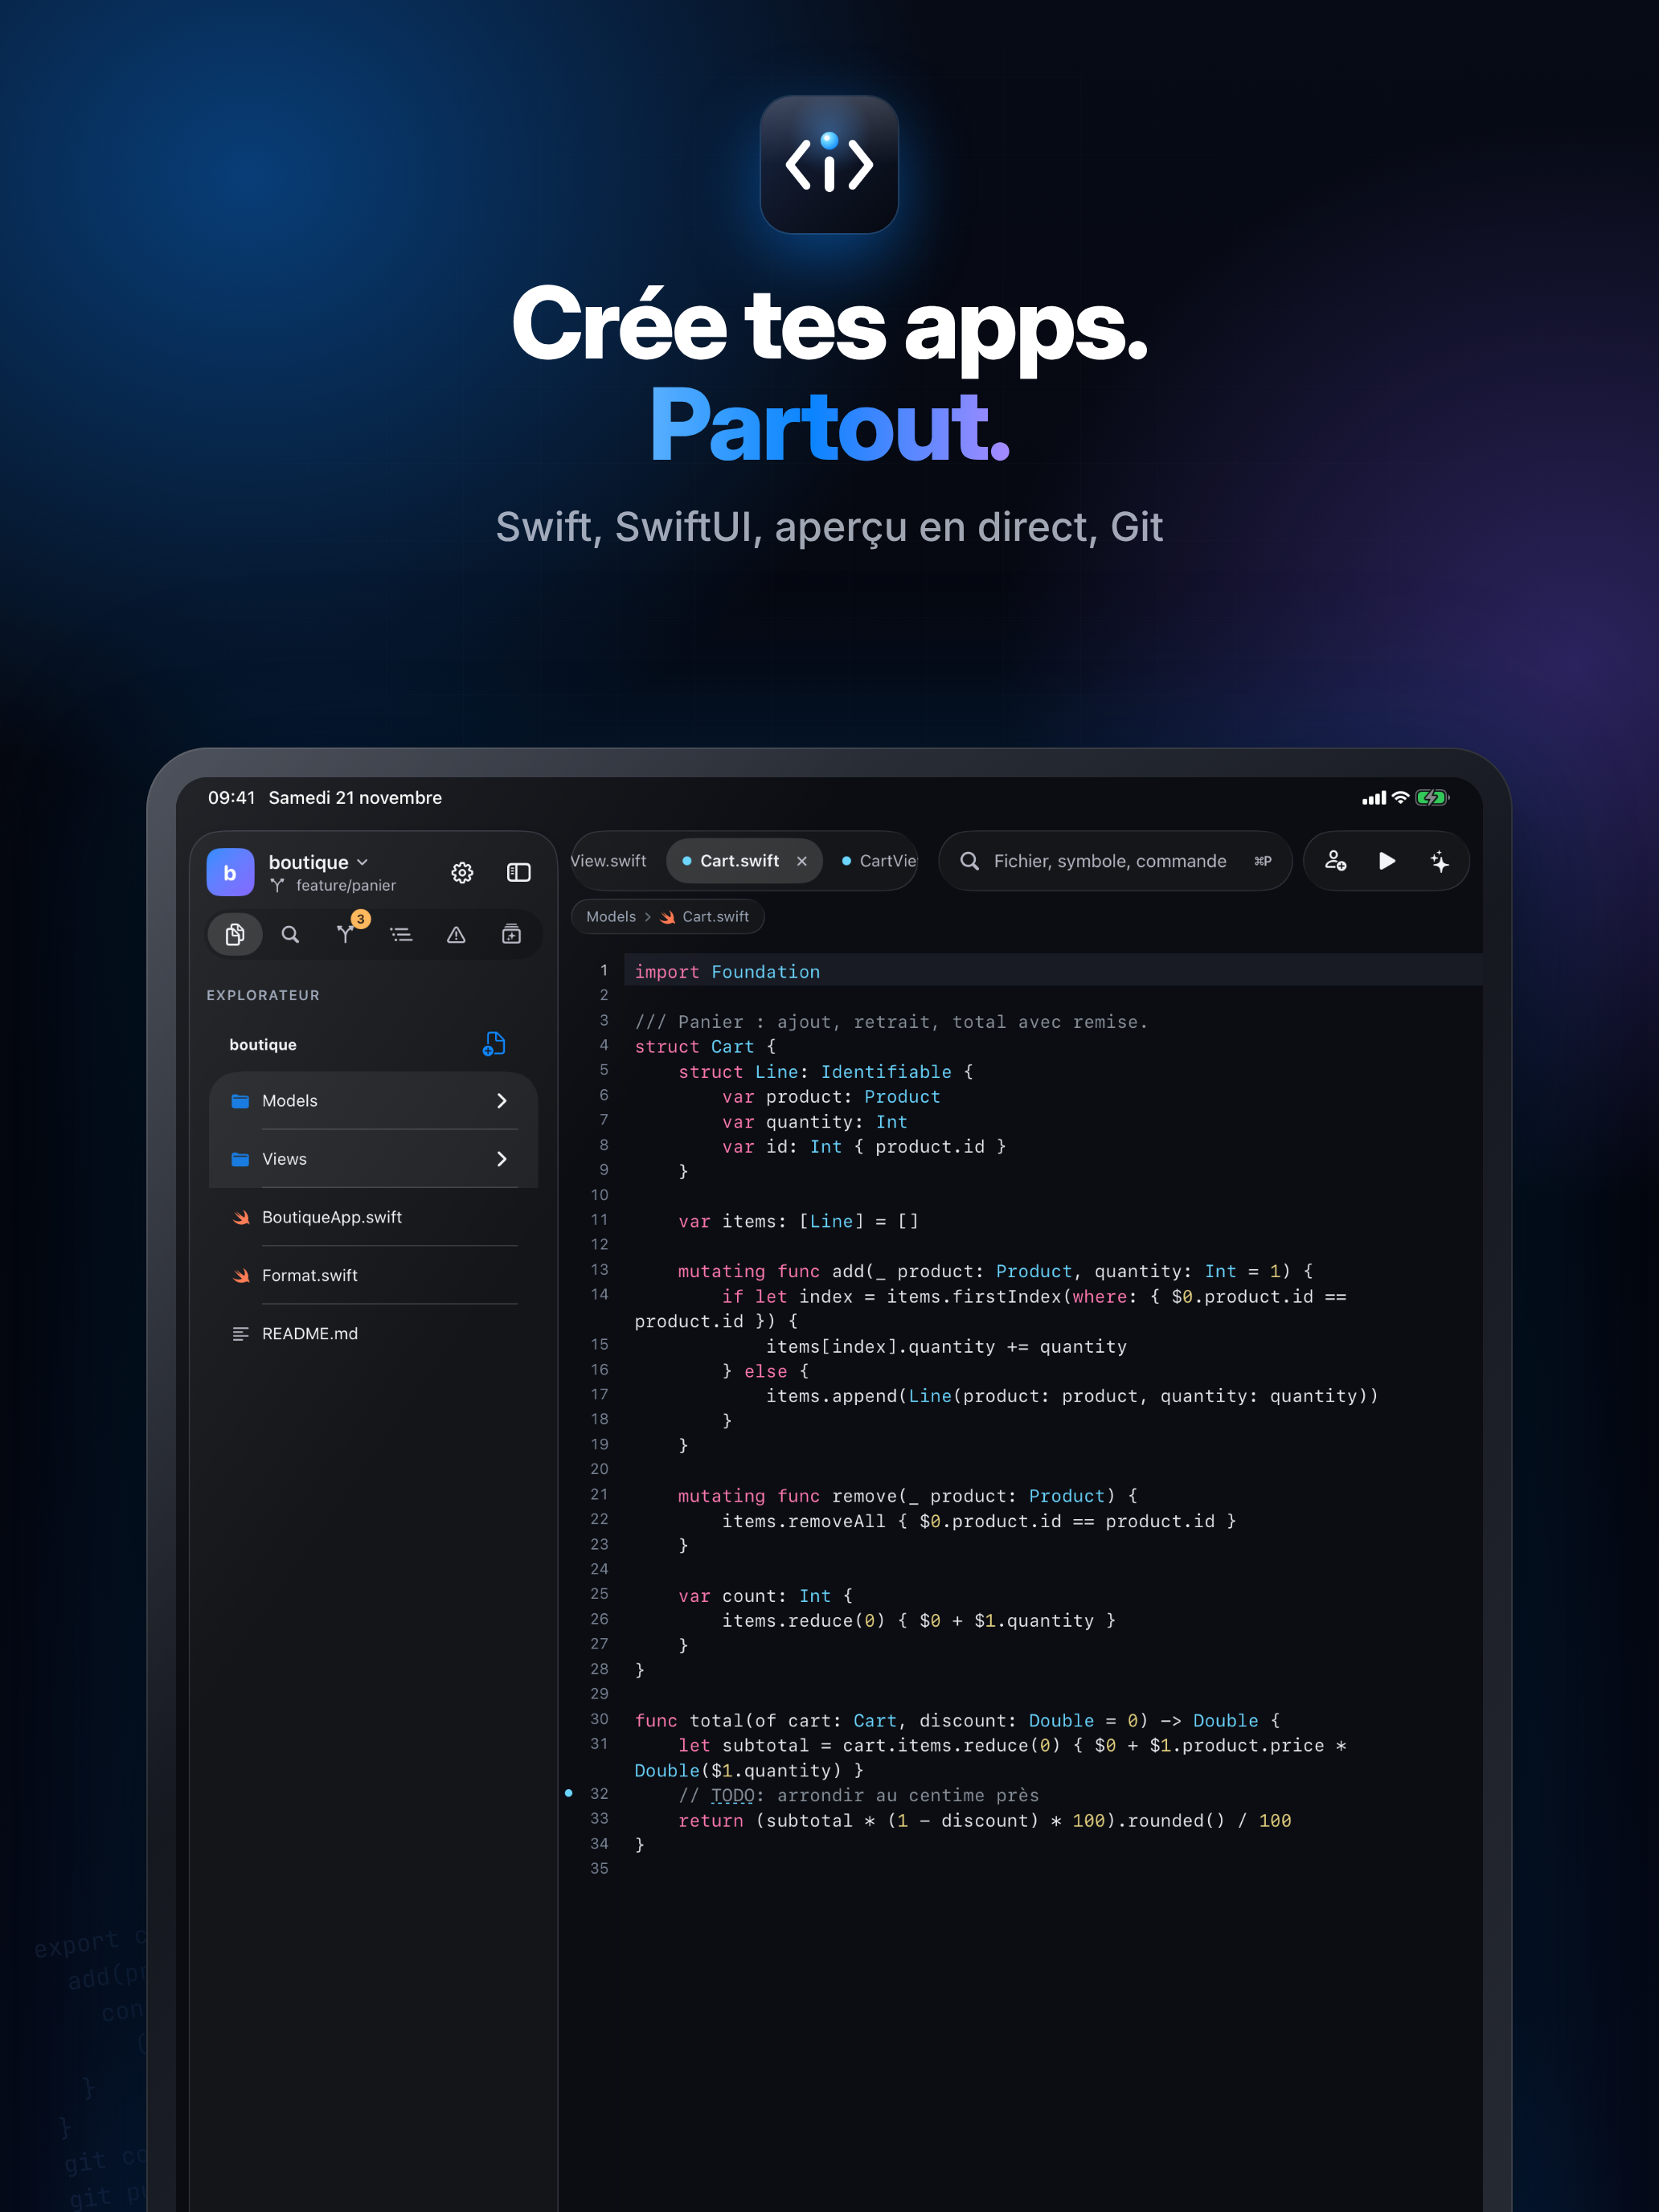 <i>
Crée tes apps.
Partout.
Swift, SwiftUI, aperçu en direct, Git
09:41 Samedi 21 novembre
b
boutique
feature/panier
3
EXPLORATEUR
boutique
Models
Views
BoutiqueApp.swift
Format.swift
README.md
View.swift
Cart.swift ×
CartVie
Fichier, symbole, commande ⌘P
Models > Cart.swift
1 import Foundation
2
3 /// Panier : ajout, retrait, total avec remise.
4 struct Cart {
5     struct Line: Identifiable {
6         var product: Product
7         var quantity: Int
8         var id: Int { product.id }
9     }
10
11     var items: [Line] = []
12
13     mutating func add(_ product: Product, quantity: Int = 1) {
14         if let index = items.firstIndex(where: { $0.product.id ==
product.id }) {
15             items[index].quantity += quantity
16         } else {
17             items.append(Line(product: product, quantity: quantity))
18         }
19     }
20
21     mutating func remove(_ product: Product) {
22         items.removeAll { $0.product.id == product.id }
23     }
24
25     var count: Int {
26         items.reduce(0) { $0 + $1.quantity }
27     }
28 }
29
30 func total(of cart: Cart, discount: Double = 0) -> Double {
31     let subtotal = cart.items.reduce(0) { $0 + $1.product.price *
Double($1.quantity) }
32     // TODO: arrondir au centime près
33     return (subtotal * (1 - discount) * 100).rounded() / 100
34 }
35
export c
add(pr
con
(
}
}
git co
git pu